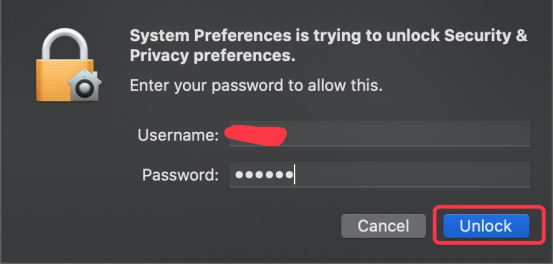 System Preferences is trying to unlock Security &
Privacy preferences.
Enter your password to allow this.
Username:
Password: ••••••
Cancel Unlock